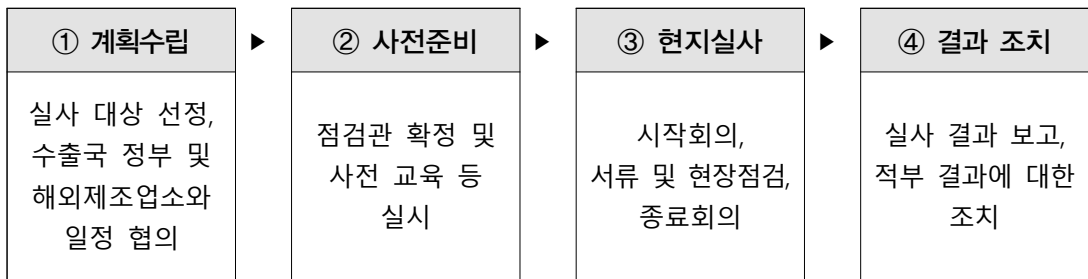 ① 계획수립
▶
② 사전준비
▶
③ 현지실사
▶
④ 결과 조치
실사 대상 선정,
수출국 정부 및
해외제조업소와
일정 협의
점검관 확정 및
사전 교육 등
실시
시작회의,
서류 및 현장점검,
종료회의
실사 결과 보고,
적부 결과에 대한
조치